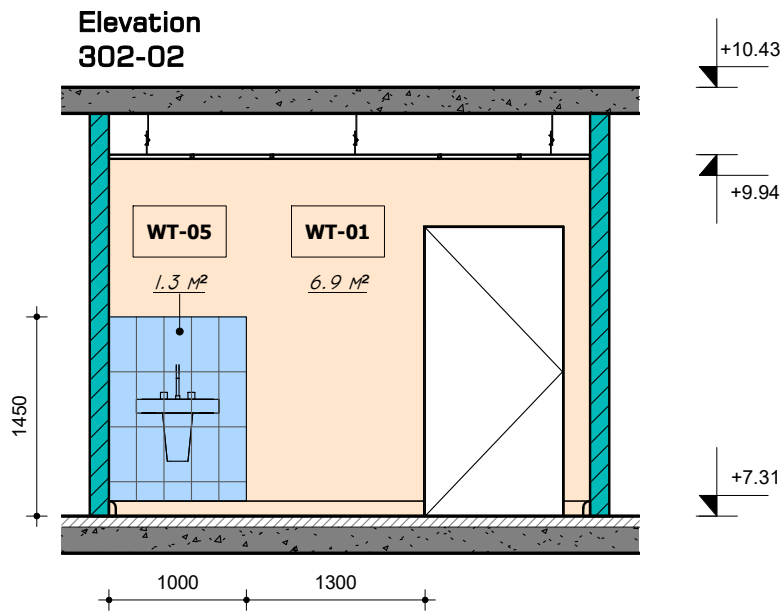 Elevation
302-02
+10.43
+9.94
WT-05
WT-01
1.3 M²
6.9 M²
1450
+7.31
1000
1300